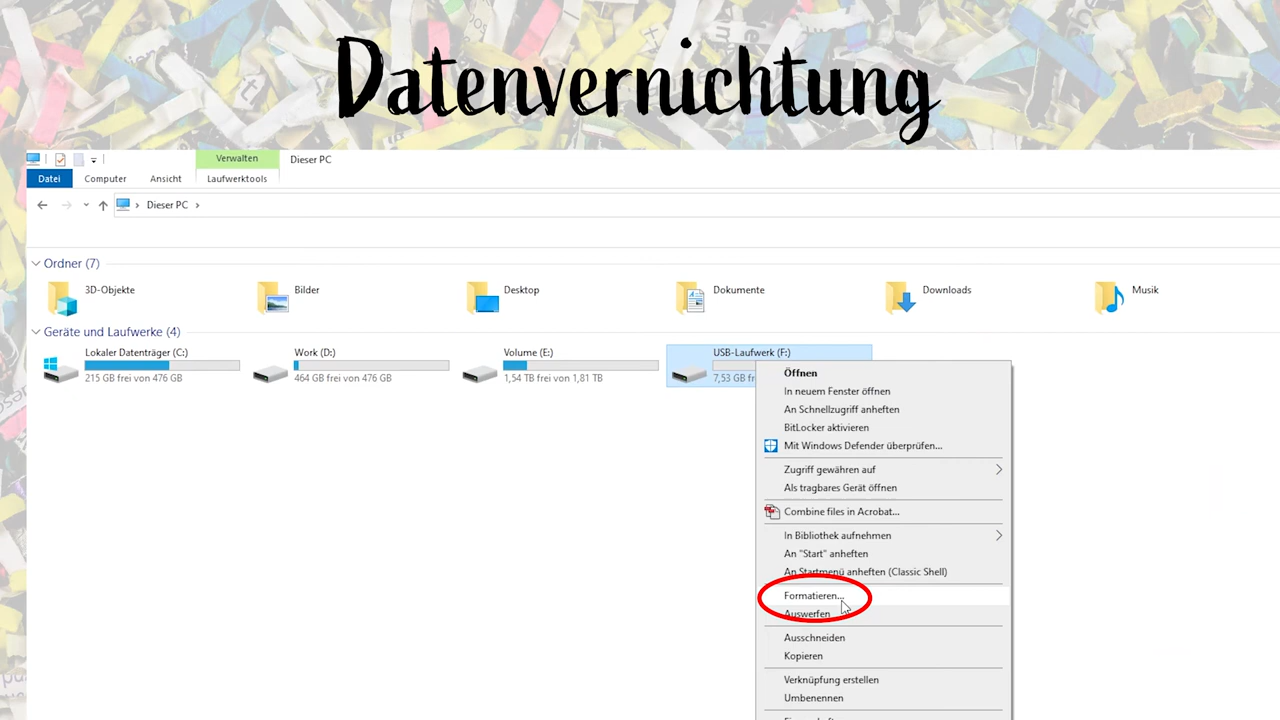 Datenvernichtung
Verwalten
Dieser PC
Datei
Computer
Ansicht
Laufwerktools
Dieser PC
Ordner (7)
3D-Objekte
Bilder
Desktop
Dokumente
Downloads
Musik
Geräte und Laufwerke (4)
Lokaler Datenträger (C:)
215 GB frei von 476 GB
Work (D:)
464 GB frei von 476 GB
Volume (E:)
1,54 TB frei von 1,81 TB
USB-Laufwerk (F:)
7,53 GB
Öffnen
In neuem Fenster öffnen
An Schnellzugriff anheften
BitLocker aktivieren
Mit Windows Defender überprüfen...
Zugriff gewähren auf
Als tragbares Gerät öffnen
Combine files in Acrobat...
In Bibliothek aufnehmen
An "Start" anheften
An Startmenü anheften (Classic Shell)
Formatieren...
Auswerfen
Ausschneiden
Kopieren
Verknüpfung erstellen
Umbenennen